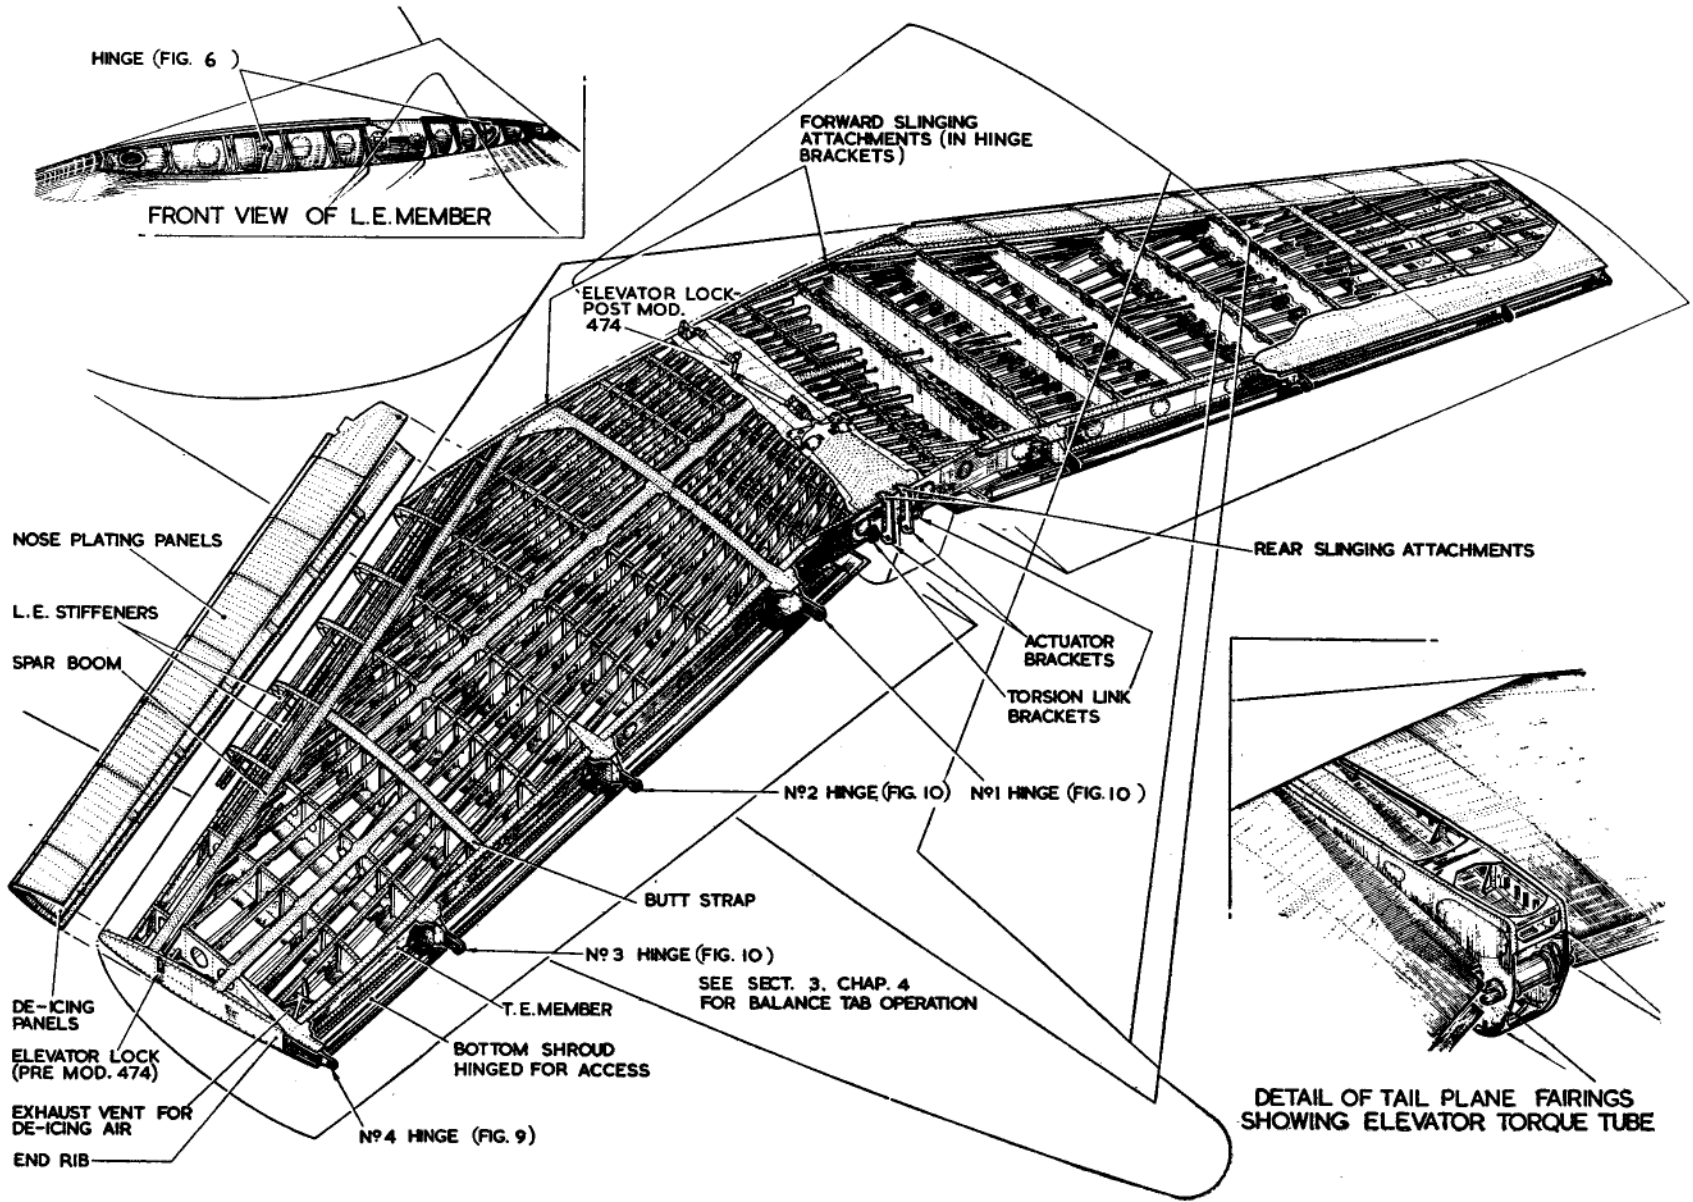 HINGE (FIG. 6 )
FRONT VIEW OF L.E. MEMBER
FORWARD SLINGING
ATTACHMENTS (IN HINGE
BRACKETS)
ELEVATOR LOCK-
POST MOD.
474
NOSE PLATING PANELS
L.E. STIFFENERS
SPAR BOOM
REAR SLINGING ATTACHMENTS
ACTUATOR
BRACKETS
TORSION LINK
BRACKETS
Nº2 HINGE (FIG. 10)
Nº1 HINGE (FIG. 10 )
BUTT STRAP
Nº3 HINGE (FIG. 10)
SEE SECT. 3, CHAP. 4
FOR BALANCE TAB OPERATION
T.E. MEMBER
BOTTOM SHROUD
HINGED FOR ACCESS
DE-ICING
PANELS
ELEVATOR LOCK
(PRE MOD. 474)
EXHAUST VENT FOR
DE-ICING AIR
END RIB
Nº4 HINGE (FIG. 9)
DETAIL OF TAIL PLANE FAIRINGS
SHOWING ELEVATOR TORQUE TUBE